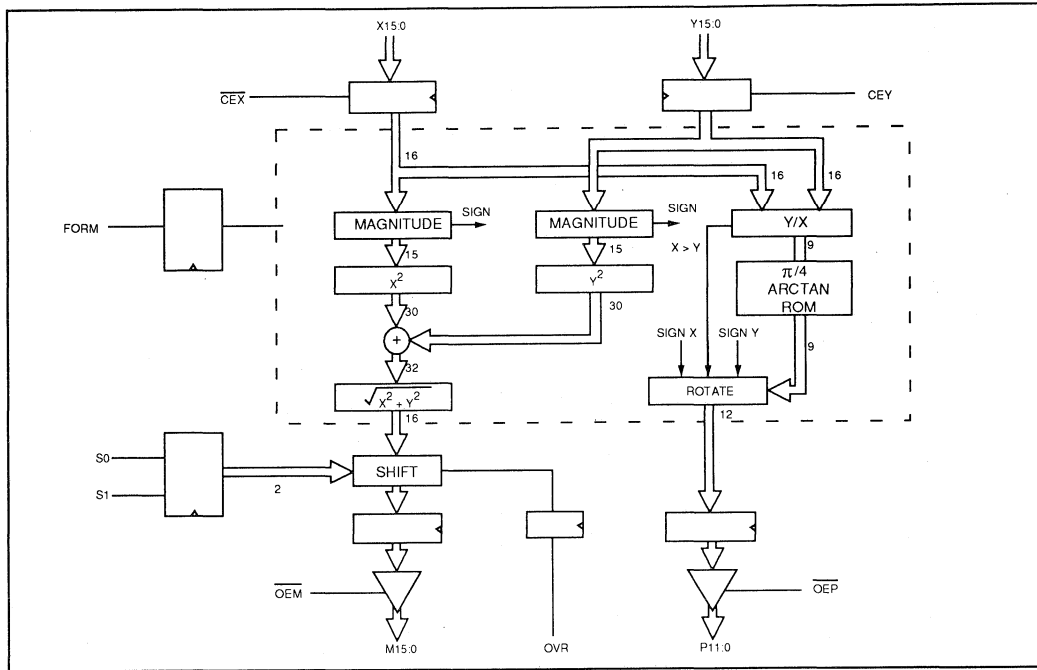 X15:0 Y15:0
CEX CEY
16 16 16
FORM MAGNITUDE SIGN MAGNITUDE SIGN Y/X
15 15 X > Y 9
X² Y² π/4 ARCTAN ROM
30 30
SIGN X SIGN Y 9
+
32
√X² + Y² ROTATE
16 12
S0
SHIFT
S1 2
OEM OEP
M15:0 OVR P11:0